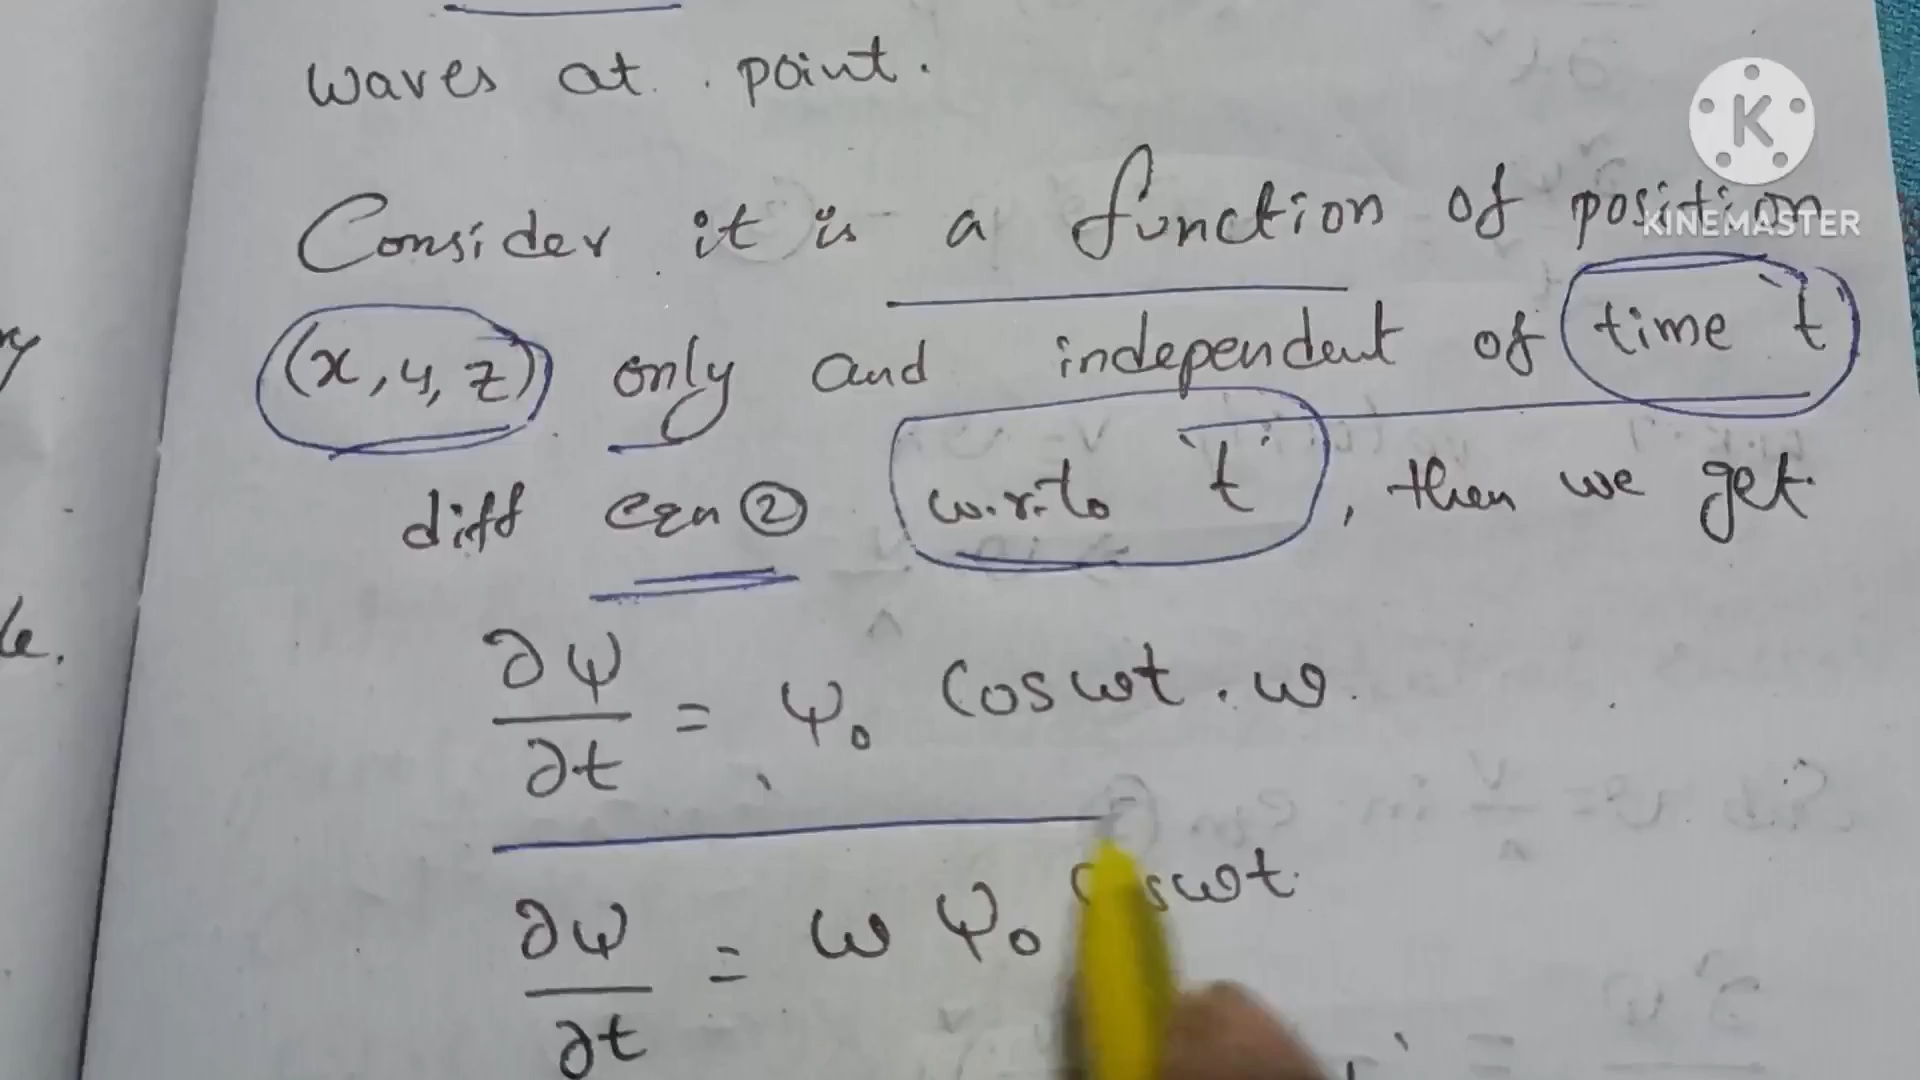 waves at point.
K
KINEMASTER
Consider it is a function of position
(x, y, z) only and independent of time 't'
diff eqn ② w.r.to 't', then we get
∂ψ/∂t = ψ₀ cos ωt . ω.
∂ψ/∂t = ω ψ₀ cos ωt.